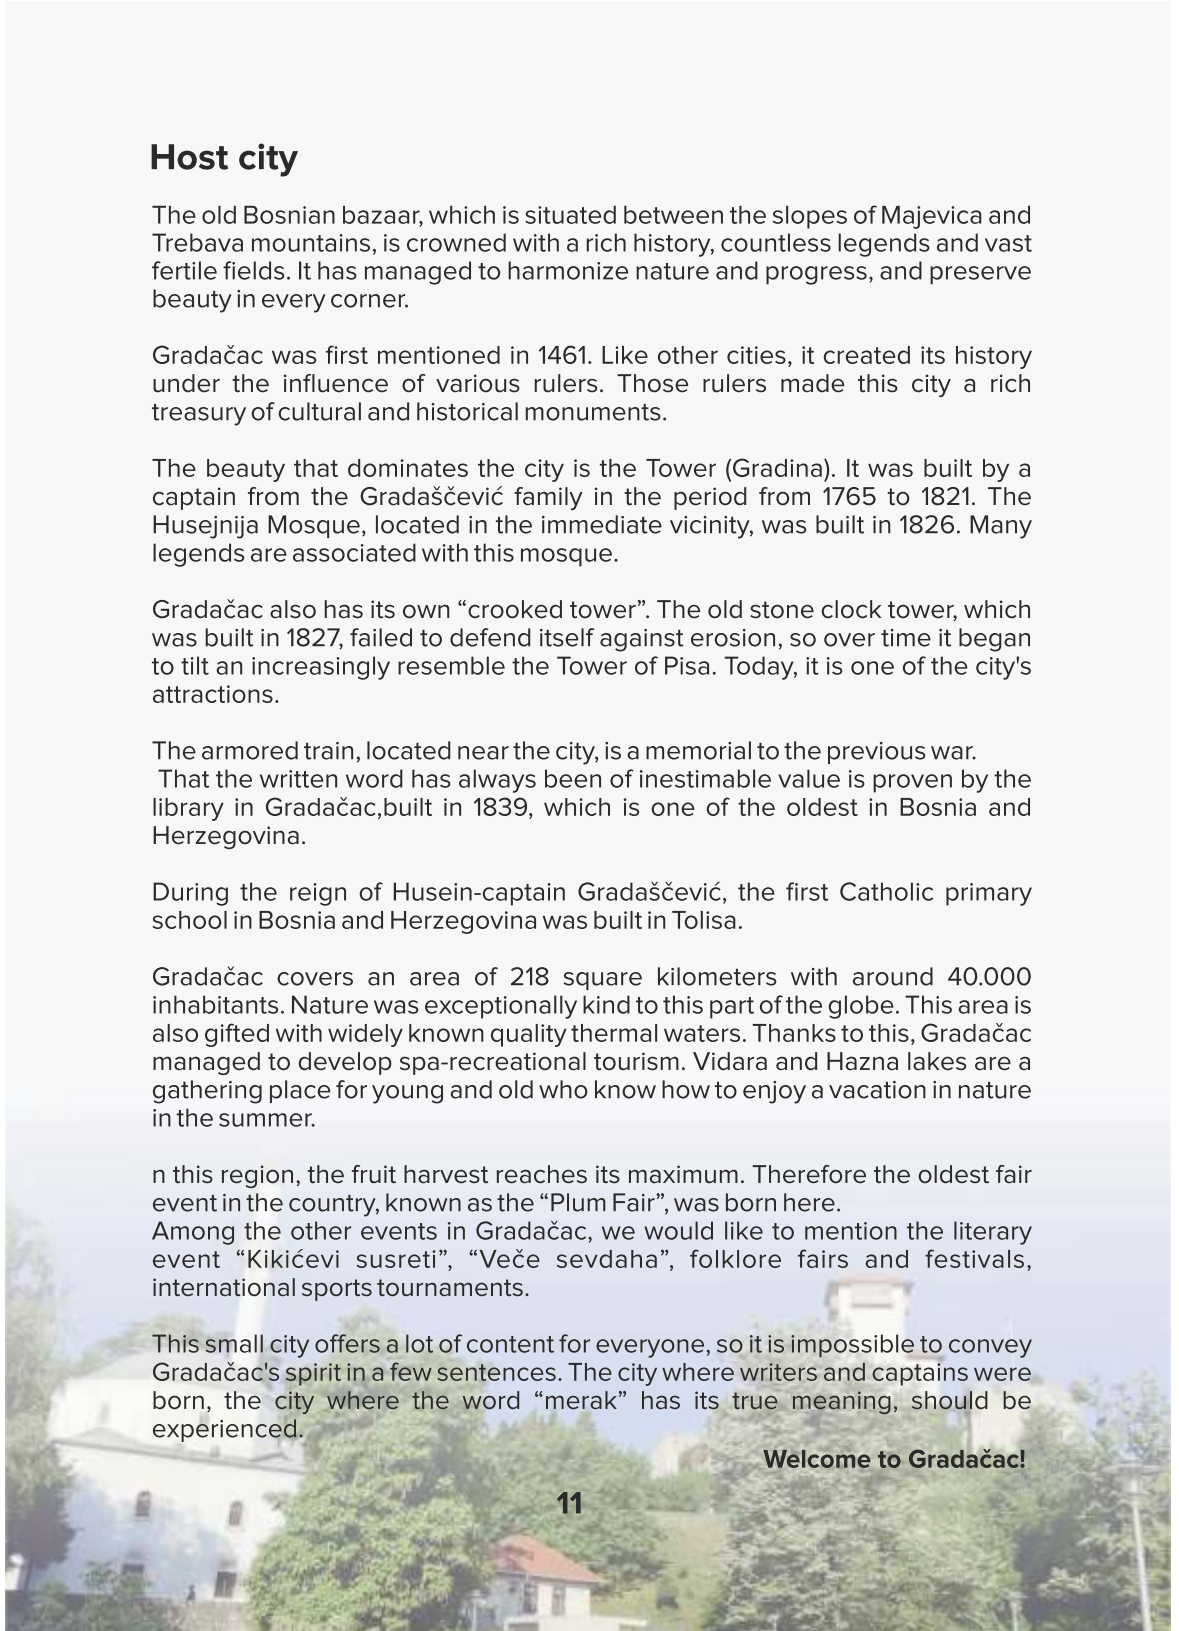 Host city
The old Bosnian bazaar, which is situated between the slopes of Majevica and
Trebava mountains, is crowned with a rich history, countless legends and vast
fertile fields. It has managed to harmonize nature and progress, and preserve
beauty in every corner.
Gradačac was first mentioned in 1461. Like other cities, it created its history
under the influence of various rulers. Those rulers made this city a rich
treasury of cultural and historical monuments.
The beauty that dominates the city is the Tower (Gradina). It was built by a
captain from the Gradaščević family in the period from 1765 to 1821. The
Husejnija Mosque, located in the immediate vicinity, was built in 1826. Many
legends are associated with this mosque.
Gradačac also has its own “crooked tower”. The old stone clock tower, which
was built in 1827, failed to defend itself against erosion, so over time it began
to tilt an increasingly resemble the Tower of Pisa. Today, it is one of the city's
attractions.
The armored train, located near the city, is a memorial to the previous war.
That the written word has always been of inestimable value is proven by the
library in Gradačac,built in 1839, which is one of the oldest in Bosnia and
Herzegovina.
During the reign of Husein-captain Gradaščević, the first Catholic primary
school in Bosnia and Herzegovina was built in Tolisa.
Gradačac covers an area of 218 square kilometers with around 40.000
inhabitants. Nature was exceptionally kind to this part of the globe. This area is
also gifted with widely known quality thermal waters. Thanks to this, Gradačac
managed to develop spa-recreational tourism. Vidara and Hazna lakes are a
gathering place for young and old who know how to enjoy a vacation in nature
in the summer.
n this region, the fruit harvest reaches its maximum. Therefore the oldest fair
event in the country, known as the “Plum Fair”, was born here.
Among the other events in Gradačac, we would like to mention the literary
event “Kikićevi susreti”, “Veče sevdaha”, folklore fairs and festivals,
international sports tournaments.
This small city offers a lot of content for everyone, so it is impossible to convey
Gradačac's spirit in a few sentences. The city where writers and captains were
born, the city where the word “merak” has its true meaning, should be
experienced.
Welcome to Gradačac!
11